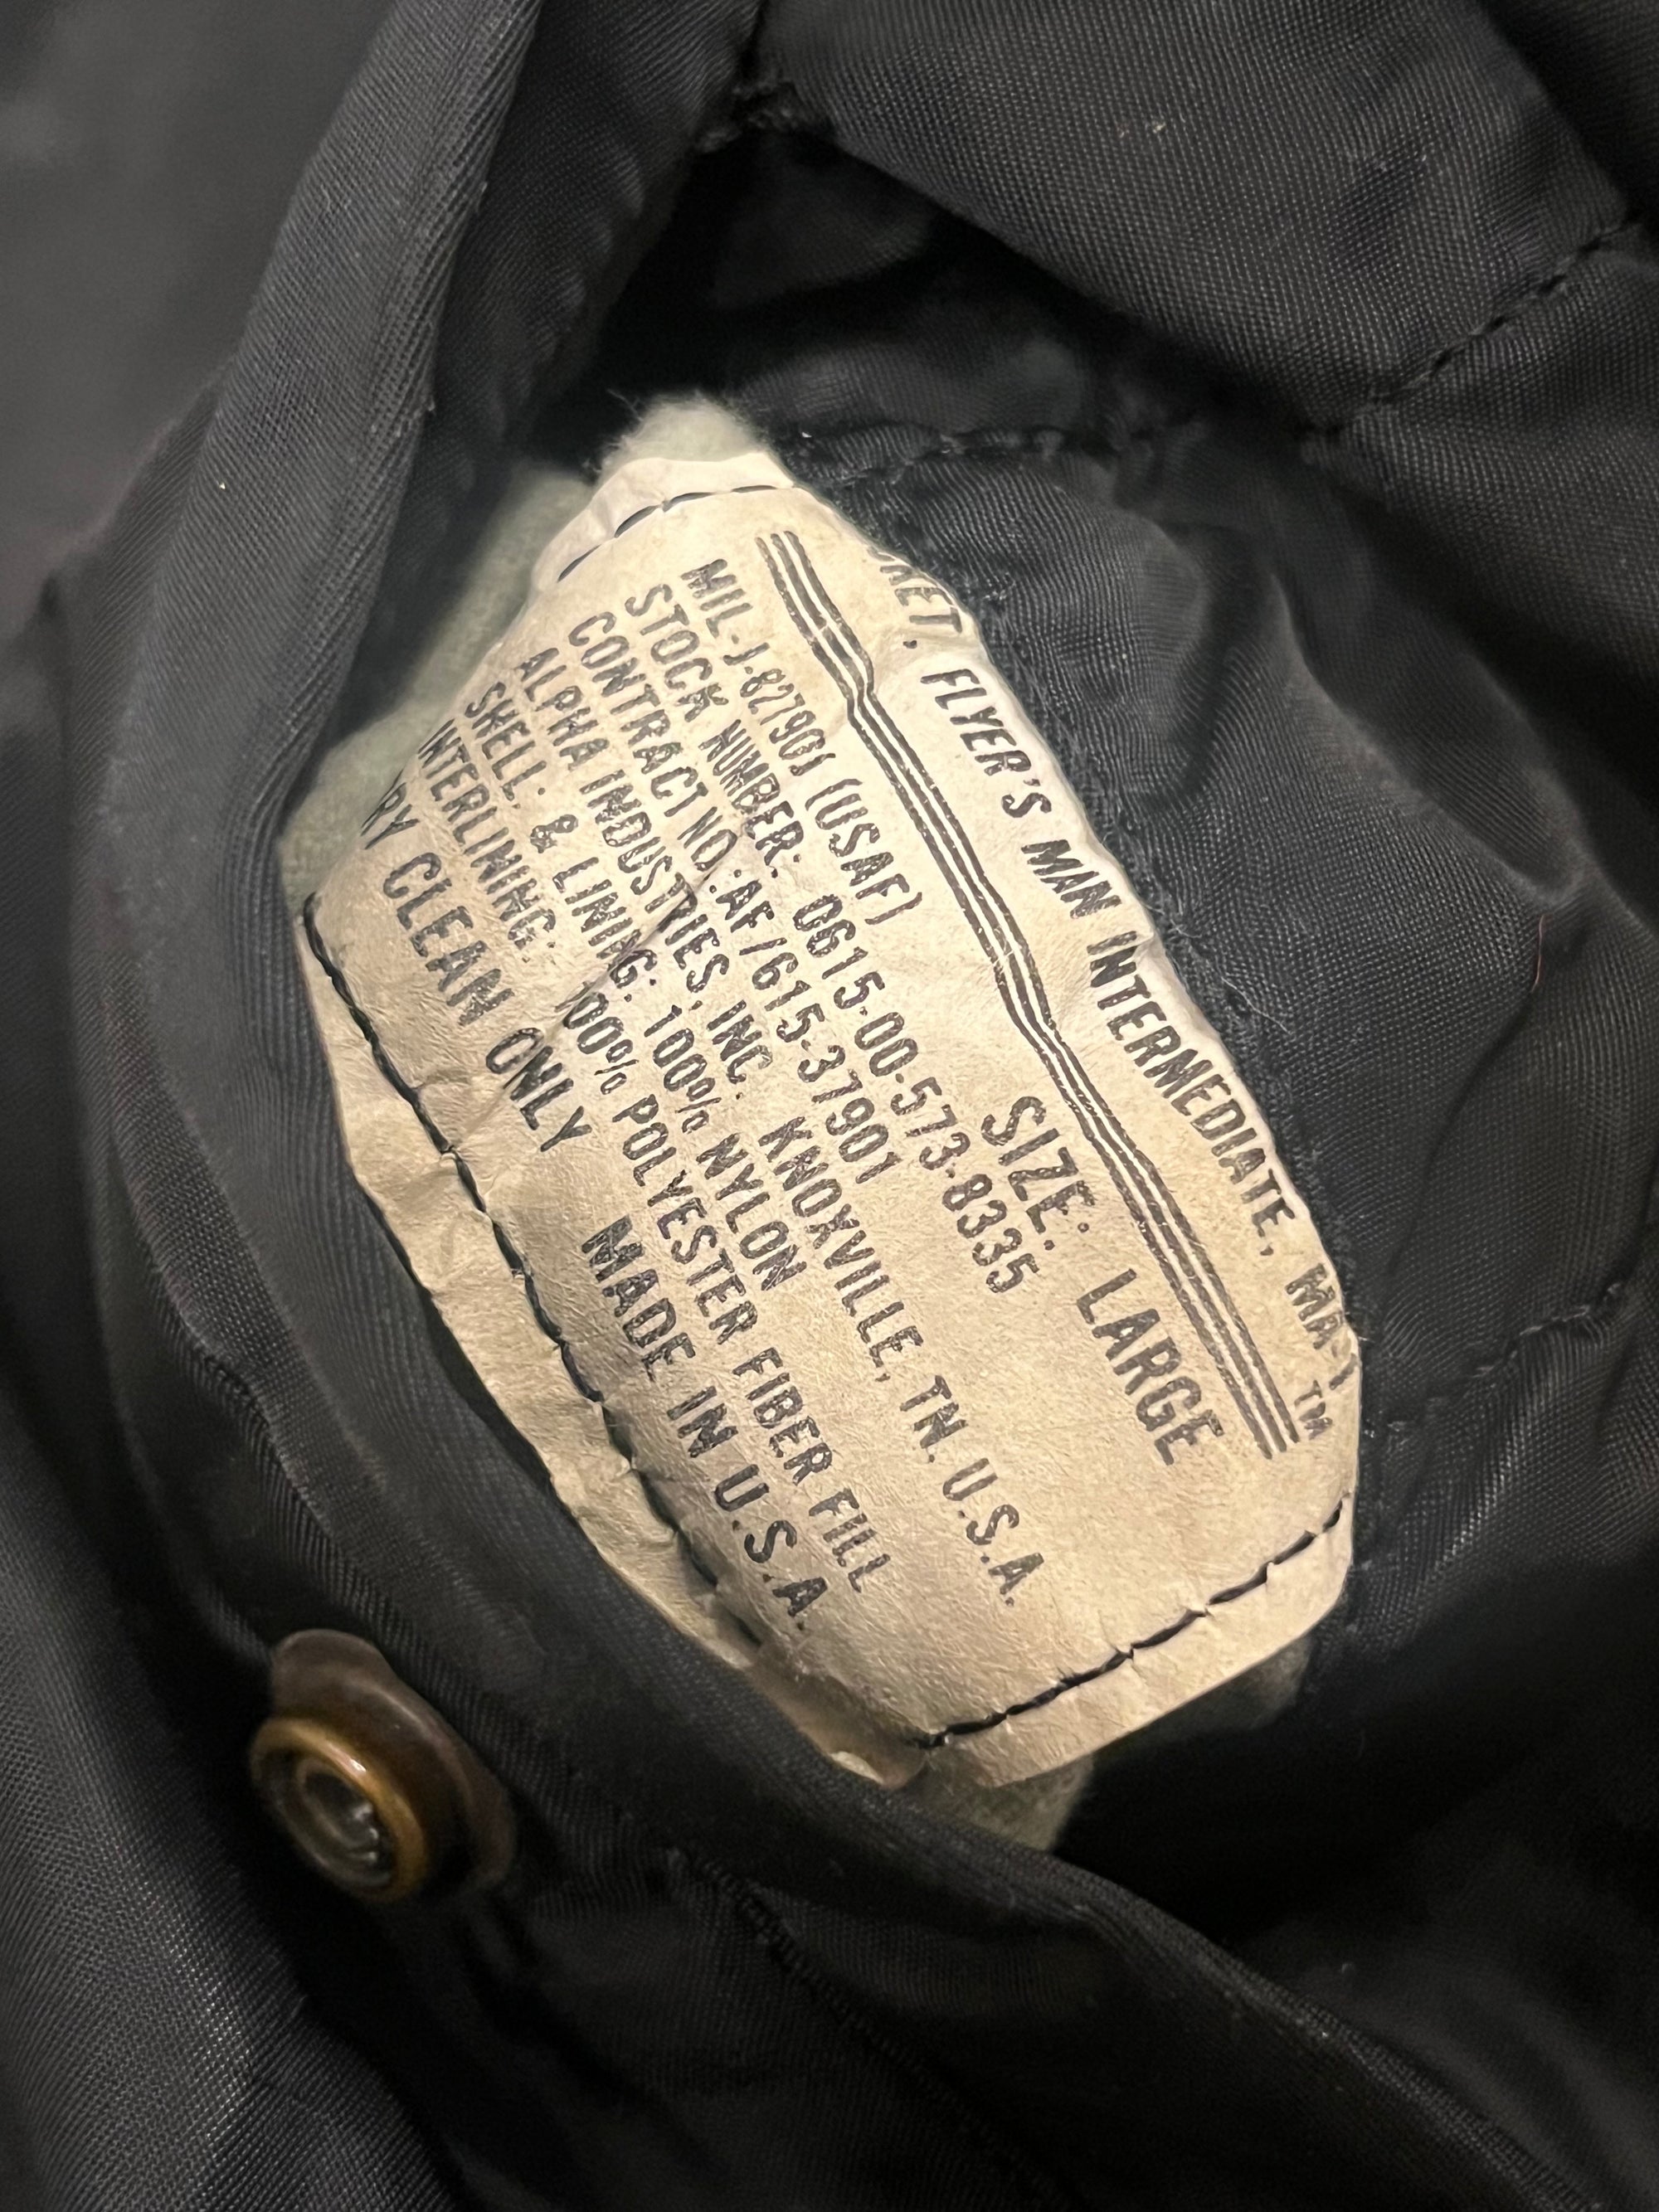 FLYER'S MAN INTERMEDIATE, MA-1 TM
SIZE: LARGE
MIL-J-82790J (USAF)
STOCK NUMBER: 0615-00-573-8335
CONTRACT NO.:AF/615-37901
ALPHA INDUSTRIES, INC. KNOXVILLE, TN. U.S.A.
SHELL: & LINING: 100% NYLON
INTERLINING: 100% POLYESTER FIBER FILL
CLEAN ONLY MADE IN U.S.A.